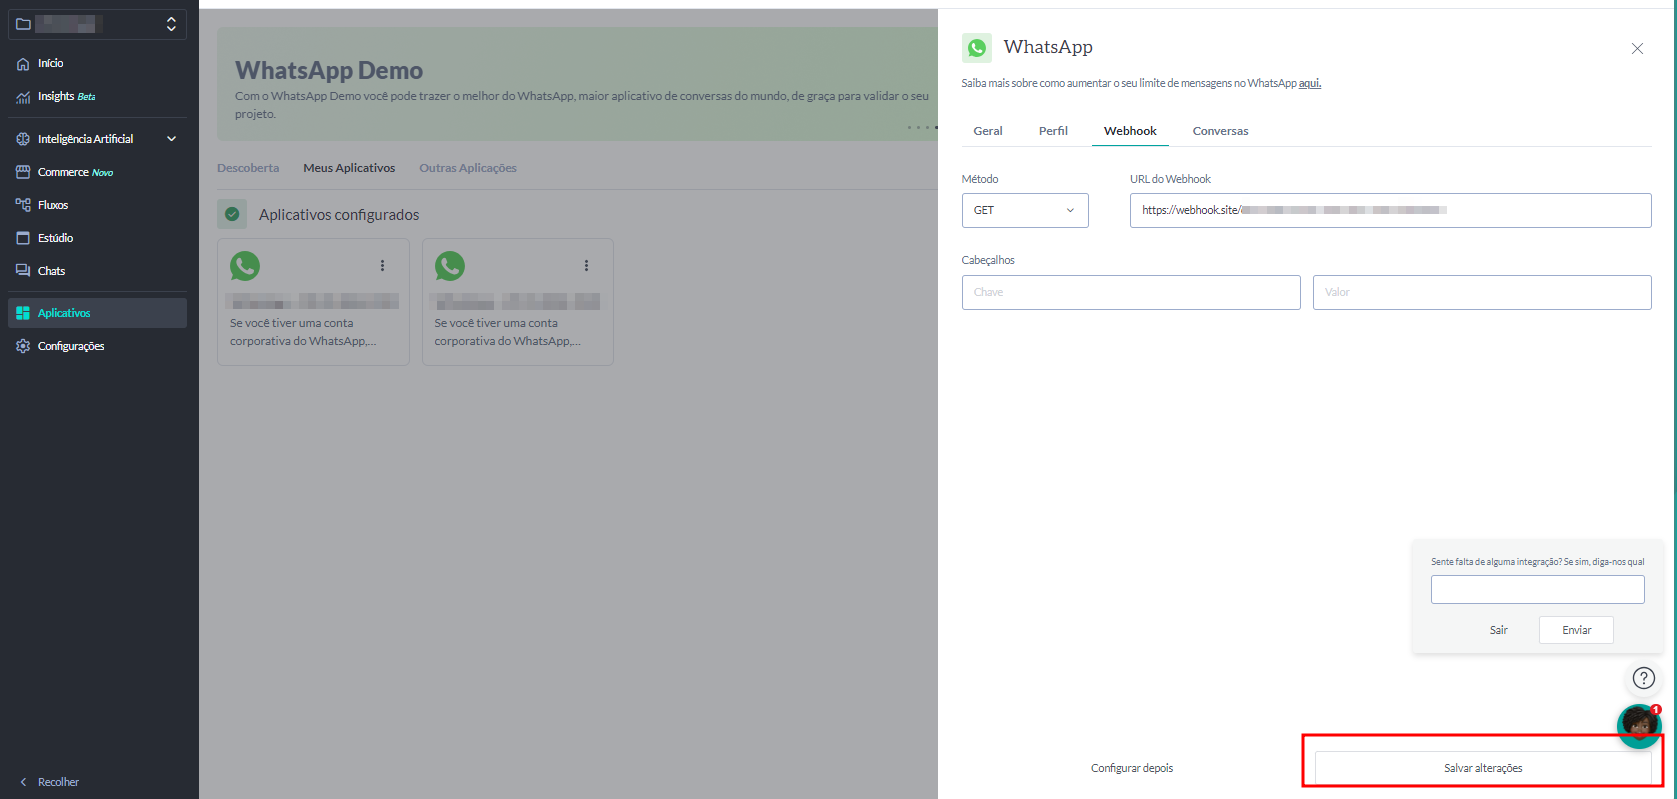 Início
Insights Beta
Inteligência Artificial
Commerce Novo
Fluxos
Estúdio
Chats
Aplicativos
Configurações
Recolher
WhatsApp Demo
Com o WhatsApp Demo você pode trazer o melhor do WhatsApp, maior aplicativo de conversas do mundo, de graça para validar o seu
projeto.
Descoberta
Meus Aplicativos
Outras Aplicações
Aplicativos configurados
Se você tiver uma conta
corporativa do WhatsApp,...
Se você tiver uma conta
corporativa do WhatsApp,...
WhatsApp
Saiba mais sobre como aumentar o seu limite de mensagens no WhatsApp aqui.
Geral
Perfil
Webhook
Conversas
Método
URL do Webhook
GET
https://webhook.site/
Cabeçalhos
Chave
Valor
Sente falta de alguma integração? Se sim, diga-nos qual
Sair
Enviar
?
1
Configurar depois
Salvar alterações